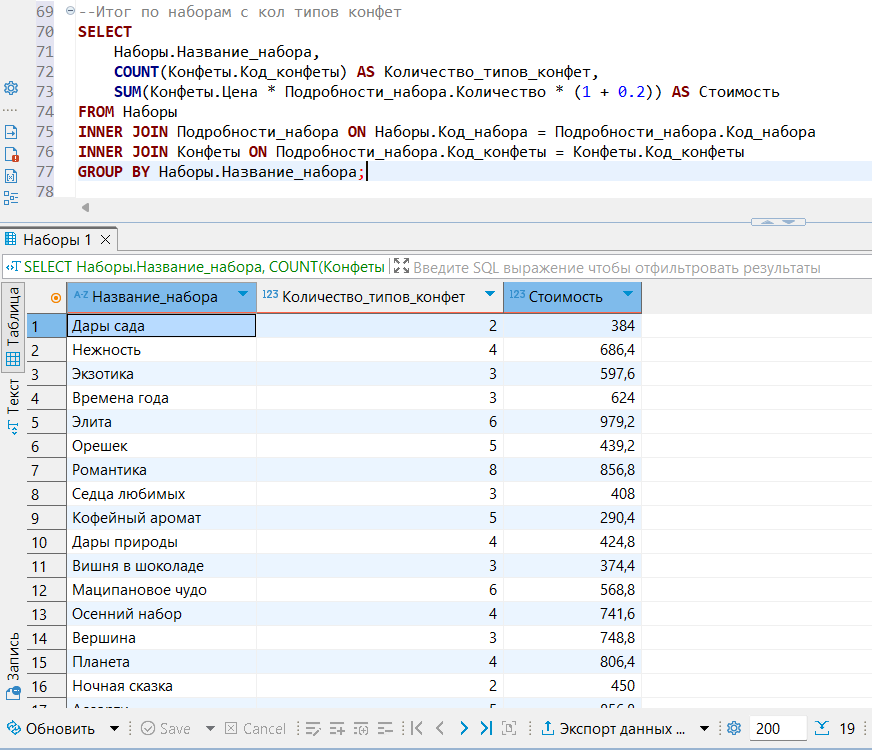 69 --Итог по наборам с кол типов конфет
70 SELECT
71 Наборы.Название_набора,
72 COUNT(Конфеты.Код_конфеты) AS Количество_типов_конфет,
73 SUM(Конфеты.Цена * Подробности_набора.Количество * (1 + 0.2)) AS Стоимость
74 FROM Наборы
75 INNER JOIN Подробности_набора ON Наборы.Код_набора = Подробности_набора.Код_набора
76 INNER JOIN Конфеты ON Подробности_набора.Код_конфеты = Конфеты.Код_конфеты
77 GROUP BY Наборы.Название_набора;
78
Наборы 1
SELECT Наборы.Название_набора, COUNT(Конфеты Введите SQL выражение чтобы отфильтровать результаты
Таблица
Текст
Запись
A-Z Название_набора 123 Количество_типов_конфет 123 Стоимость
1 Дары сада 2 384
2 Нежность 4 686,4
3 Экзотика 3 597,6
4 Времена года 3 624
5 Элита 6 979,2
6 Орешек 5 439,2
7 Романтика 8 856,8
8 Седца любимых 3 408
9 Кофейный аромат 5 290,4
10 Дары природы 4 424,8
11 Вишня в шоколаде 3 374,4
12 Маципановое чудо 6 568,8
13 Осенний набор 4 741,6
14 Вершина 3 748,8
15 Планета 4 806,4
16 Ночная сказка 2 450
Обновить Save Cancel Экспорт данных ... 200 19